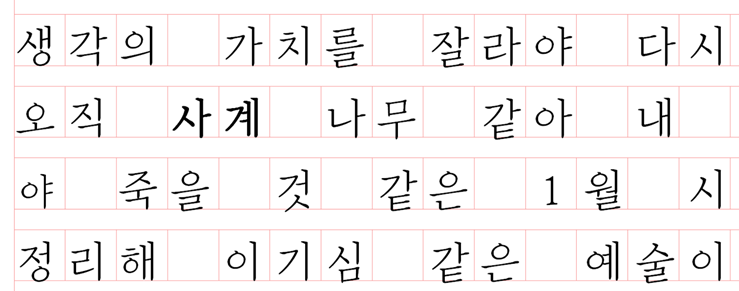 생각의 가치를 잘라야 다시
오직 사계 나무 같아 내
야 죽을 것 같은 1월 시
정리해 이기심 같은 예술이